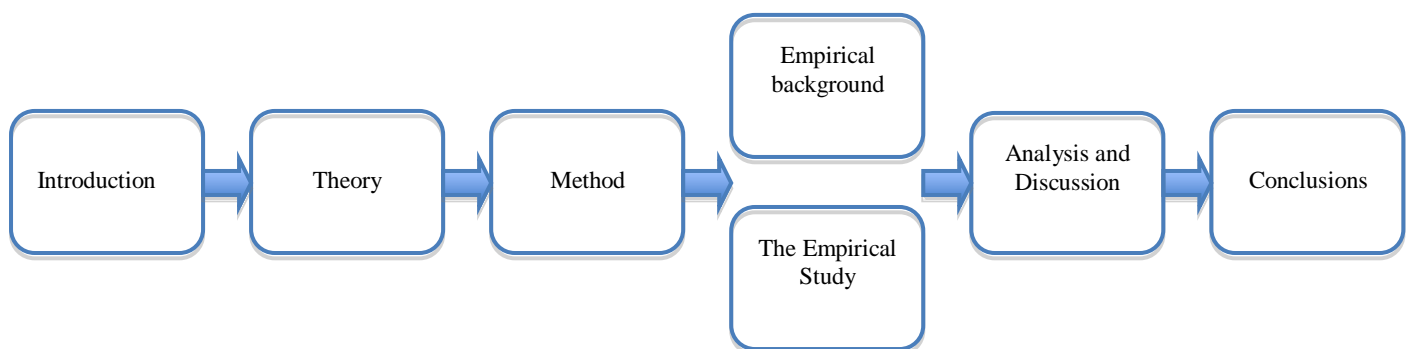 Introduction
Theory
Method
Empirical
background
The Empirical
Study
Analysis and
Discussion
Conclusions